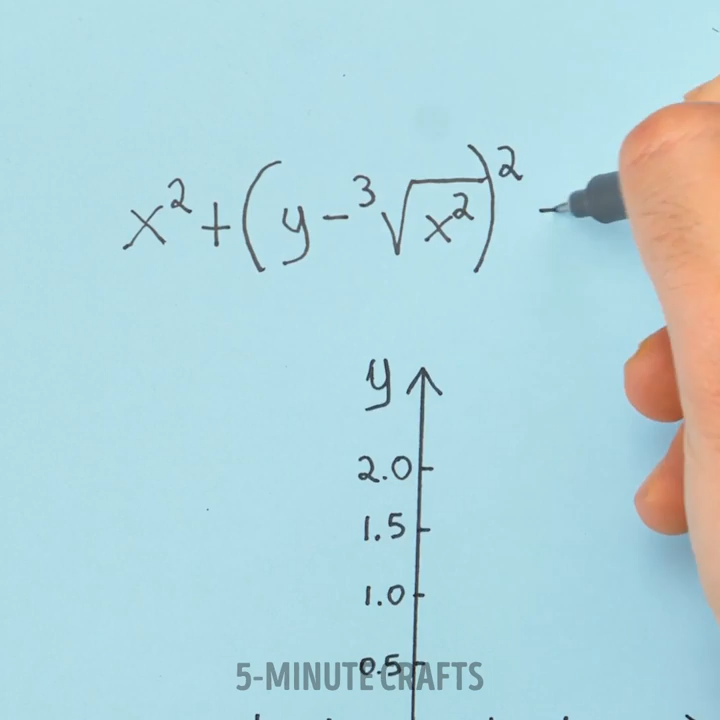 x² + (y - ³√x²)² -
y
2.0
1.5
1.0
0.5
5-MINUTE CRAFTS